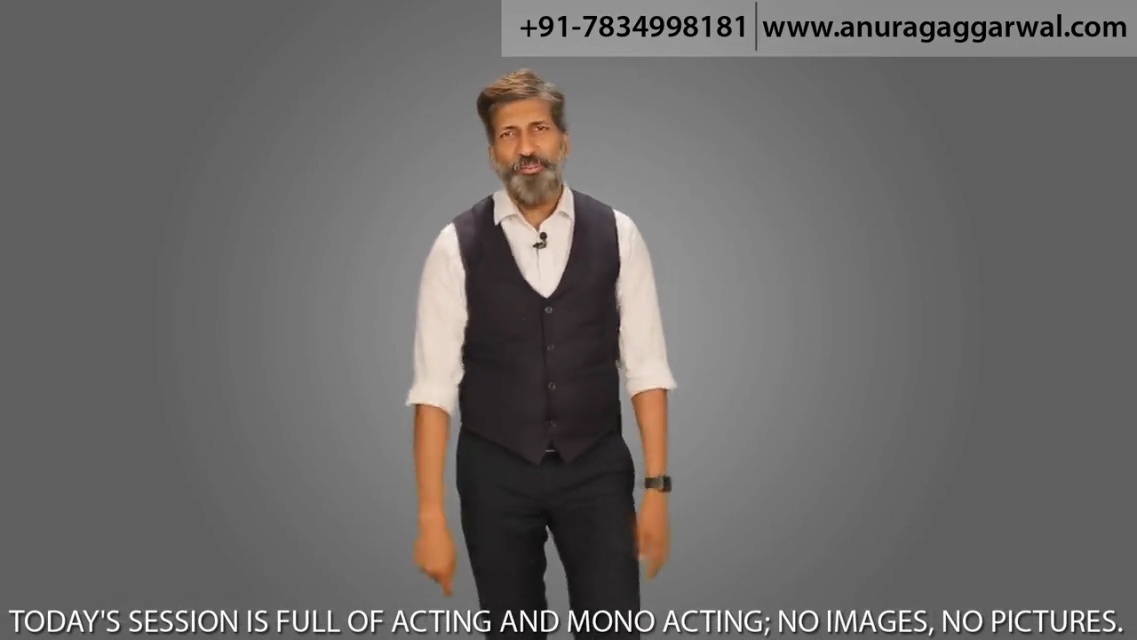 +91-7834998181 | www.anuragaggarwal.com
TODAY'S SESSION IS FULL OF ACTING AND MONO ACTING; NO IMAGES, NO PICTURES.